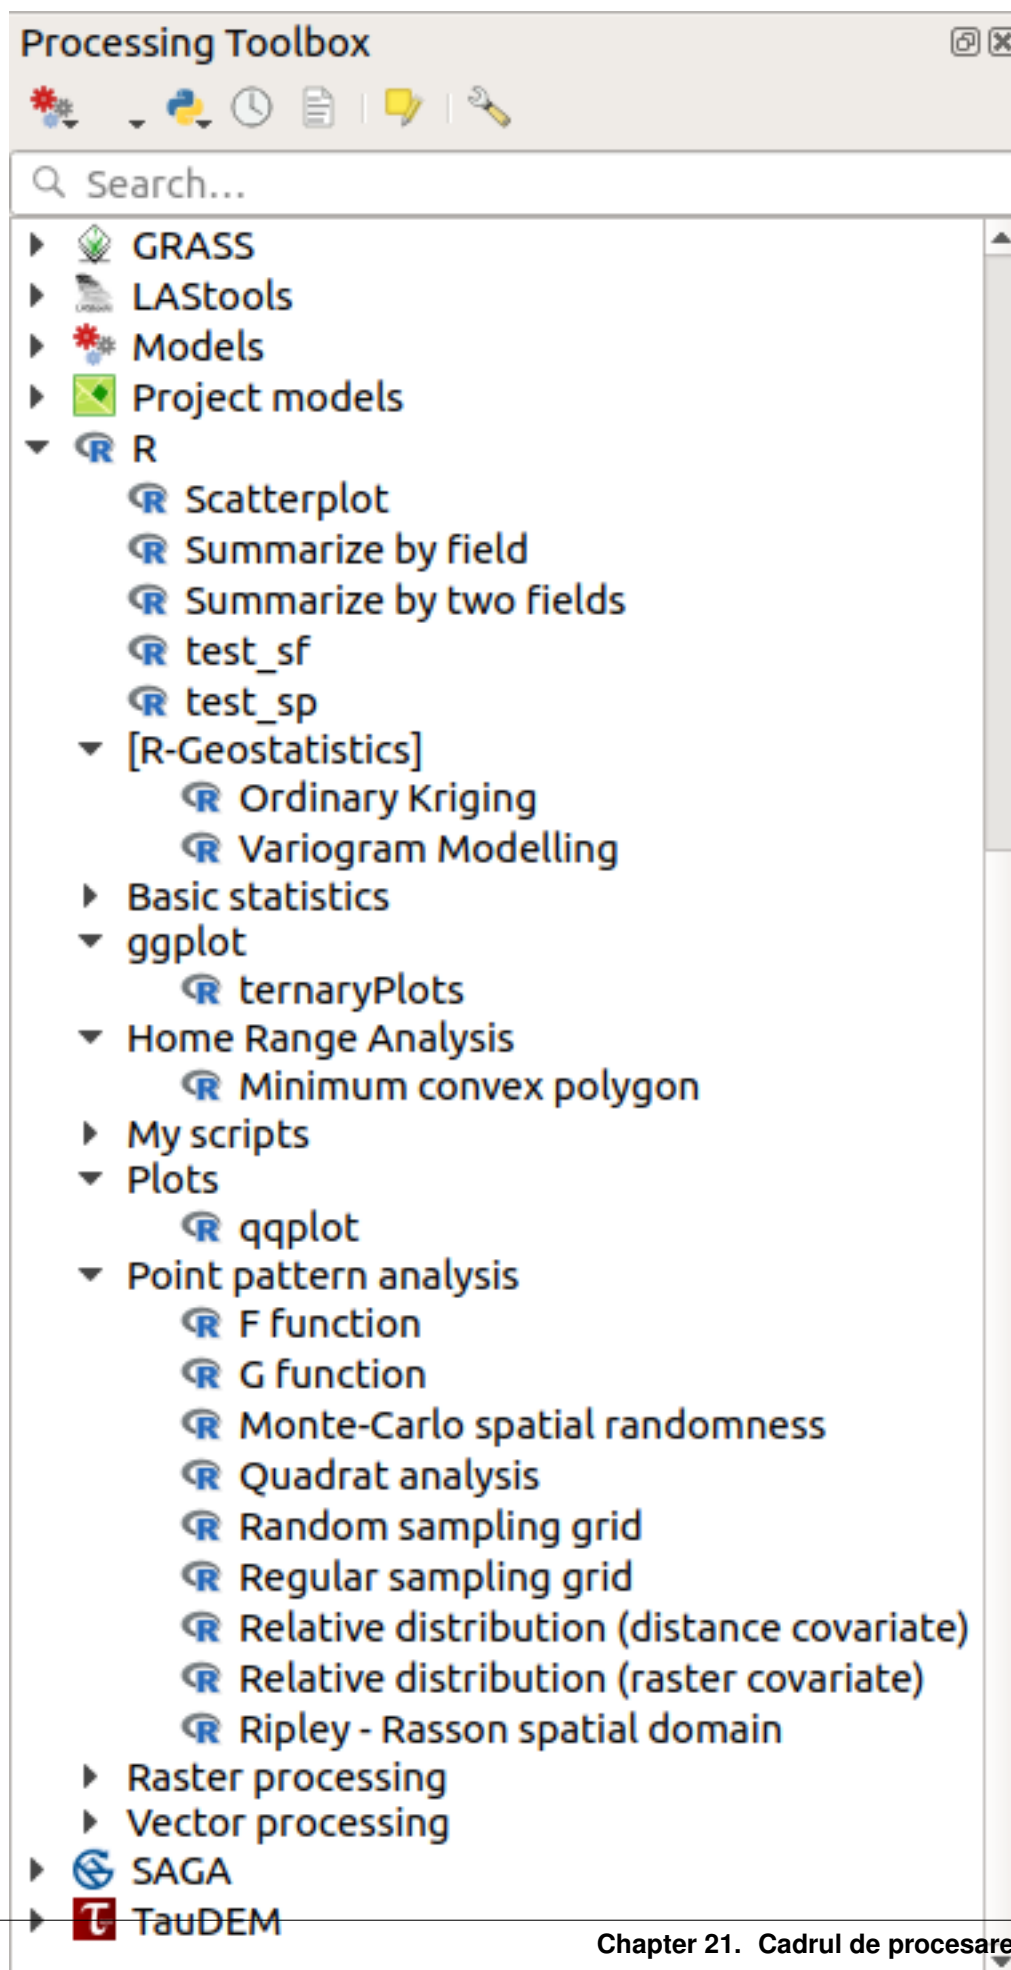 Processing Toolbox
Search...
GRASS
LAStools
Models
Project models
R
Scatterplot
Summarize by field
Summarize by two fields
test_sf
test_sp
[R-Geostatistics]
Ordinary Kriging
Variogram Modelling
Basic statistics
ggplot
ternaryPlots
Home Range Analysis
Minimum convex polygon
My scripts
Plots
qqplot
Point pattern analysis
F function
G function
Monte-Carlo spatial randomness
Quadrat analysis
Random sampling grid
Regular sampling grid
Relative distribution (distance covariate)
Relative distribution (raster covariate)
Ripley - Rasson spatial domain
Raster processing
Vector processing
SAGA
TauDEM
Chapter 21. Cadrul de procesare